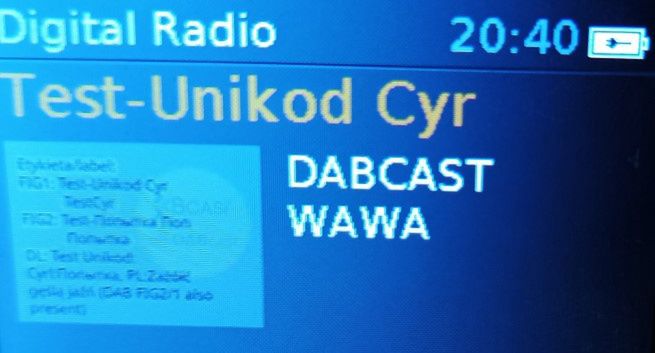 Digital Radio
20:40
Test-Unikod Cyr
DABCAST
WAWA
Etykieta/label:
FIG1: Test-Unikod Cyr
TestCyr
FIG2: Test-Попытка Поп
Попытка
DL: Test Unikod!
Cyr:Попытка, PL:Zażółć
gęślą jaźń (DAB FIG2/1 also
present)